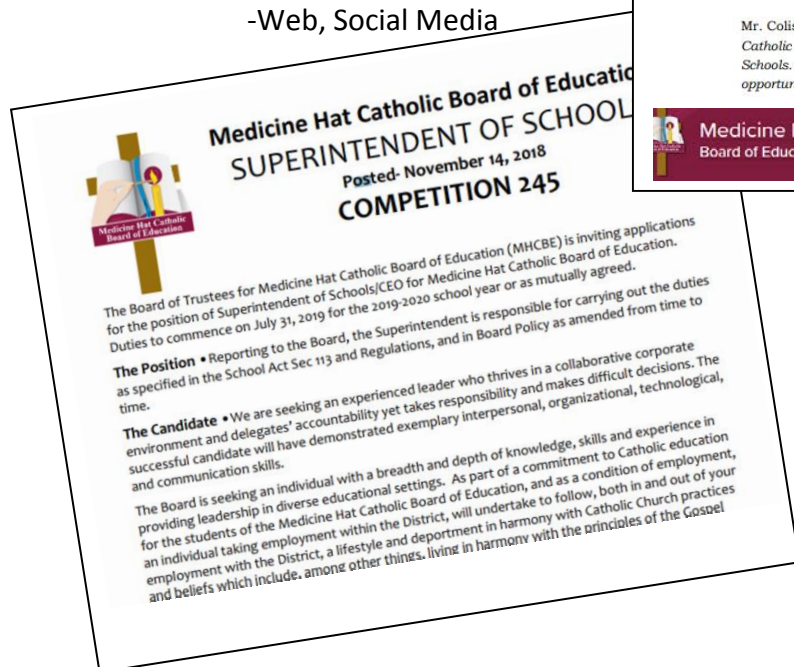 -Web, Social Media
Mr. Colis
Catholic
Schools.
opportun
Medicine
Board of Educ
Medicine Hat Catholic Board of Educatio
SUPERINTENDENT OF SCHOOL
Posted- November 14, 2018
COMPETITION 245
Medicine Hat Catholic
Board of Education
The Board of Trustees for Medicine Hat Catholic Board of Education (MHCBE) is inviting applications
for the position of Superintendent of Schools/CEO for Medicine Hat Catholic Board of Education.
Duties to commence on July 31, 2019 for the 2019-2020 school year or as mutually agreed.
The Position • Reporting to the Board, the Superintendent is responsible for carrying out the duties
as specified in the School Act Sec 113 and Regulations, and in Board Policy as amended from time to
time.
The Candidate • We are seeking an experienced leader who thrives in a collaborative corporate
environment and delegates' accountability yet takes responsibility and makes difficult decisions. The
successful candidate will have demonstrated exemplary interpersonal, organizational, technological,
and communication skills.
The Board is seeking an individual with a breadth and depth of knowledge, skills and experience in
providing leadership in diverse educational settings. As part of a commitment to Catholic education
for the students of the Medicine Hat Catholic Board of Education, and as a condition of employment,
an individual taking employment within the District, will undertake to follow, both in and out of your
employment with the District, a lifestyle and deportment in harmony with Catholic Church practices
and beliefs which include, among other things, living in harmony with the principles of the Gospel